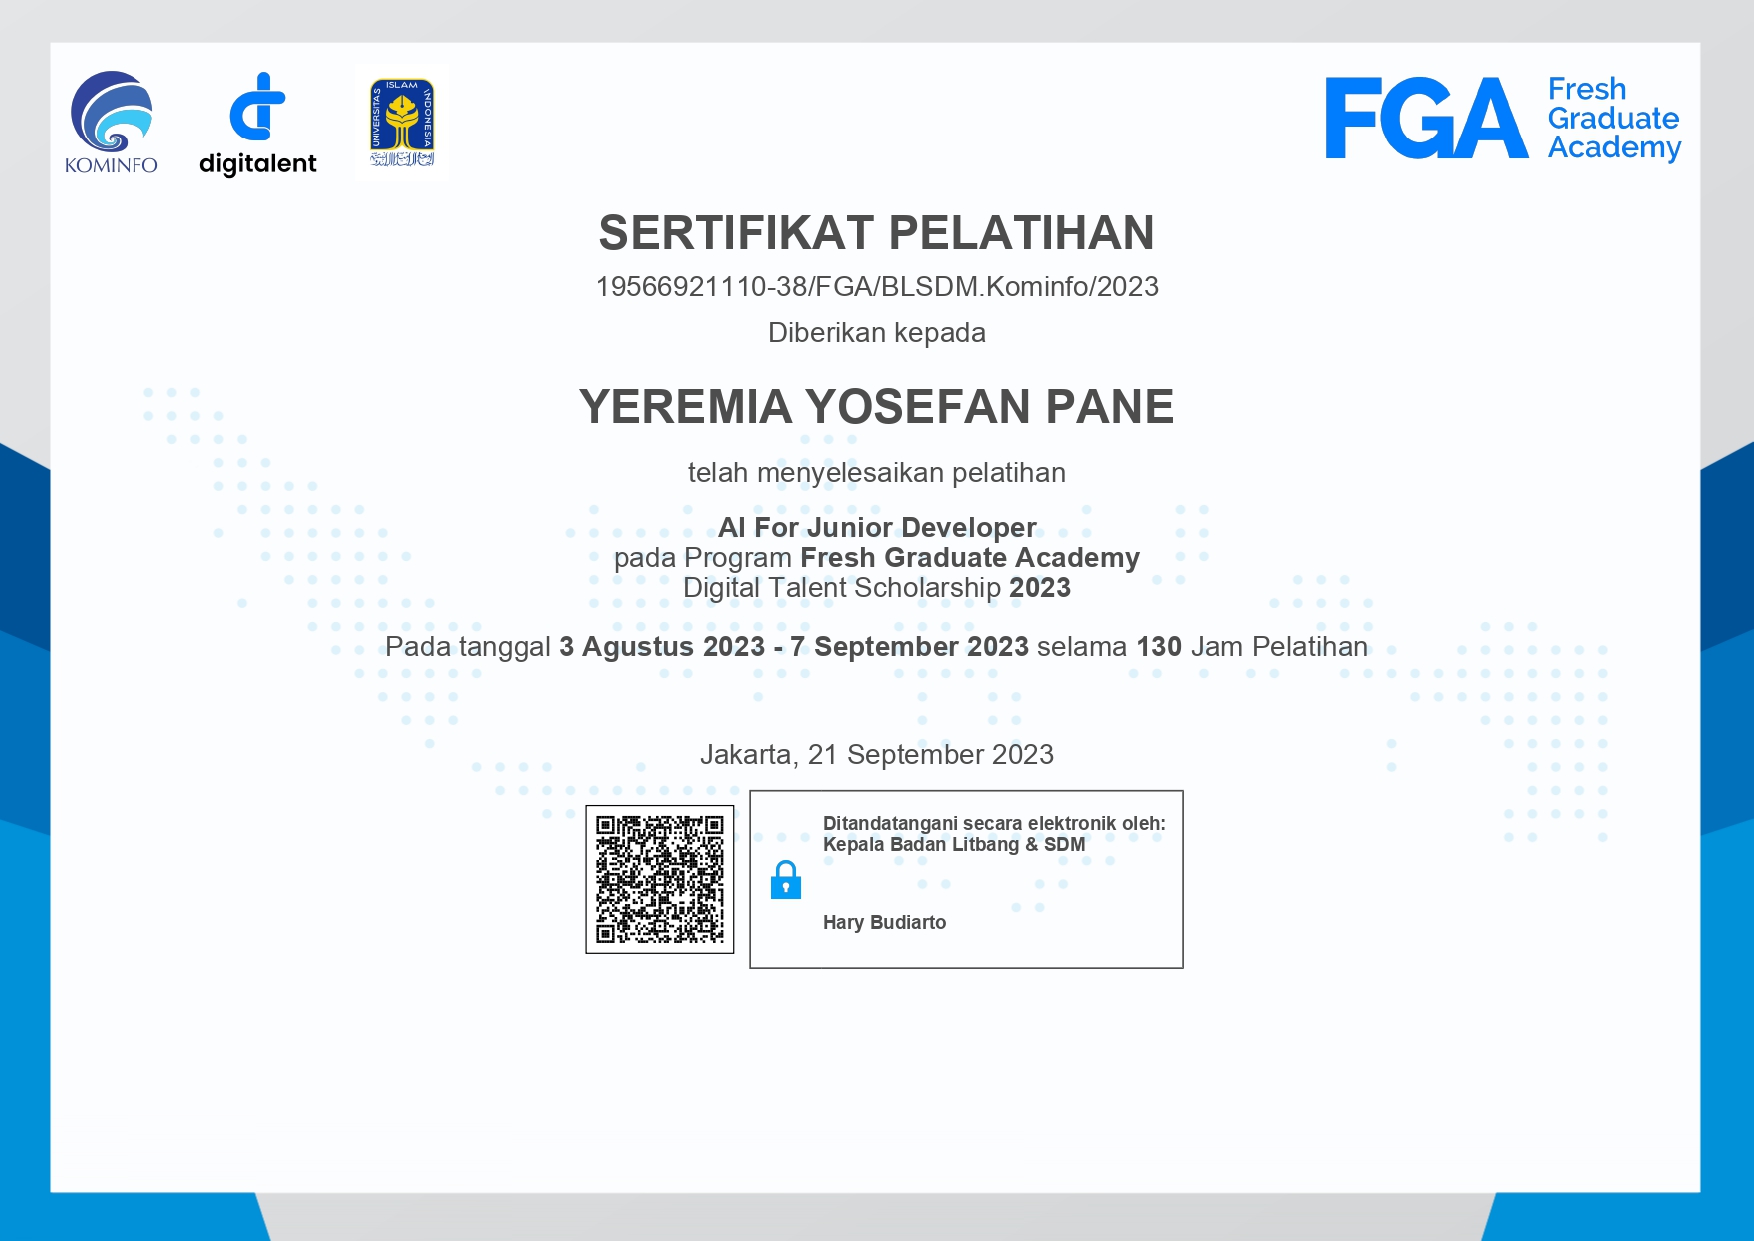 KOMINFO
digitalent
UNIVERSITAS ISLAM INDONESIA
FGA
Fresh
Graduate
Academy
SERTIFIKAT PELATIHAN
19566921110-38/FGA/BLSDM.Kominfo/2023
Diberikan kepada
YEREMIA YOSEFAN PANE
telah menyelesaikan pelatihan
AI For Junior Developer
pada Program Fresh Graduate Academy
Digital Talent Scholarship 2023
Pada tanggal 3 Agustus 2023 - 7 September 2023 selama 130 Jam Pelatihan
Jakarta, 21 September 2023
Ditandatangani secara elektronik oleh:
Kepala Badan Litbang & SDM
Hary Budiarto